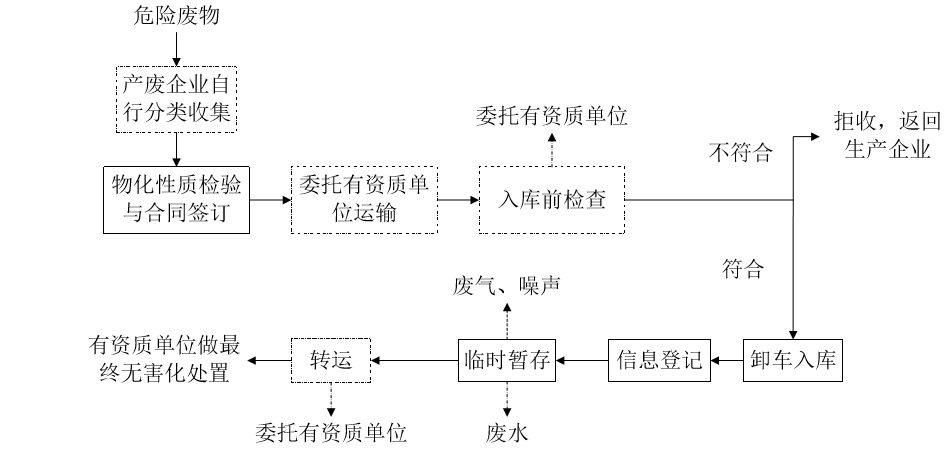 危险废物
产废企业自
行分类收集
物化性质检验
与合同签订
委托有资质单
位运输
委托有资质单位
入库前检查
不符合
拒收，返回
生产企业
符合
卸车入库
信息登记
废气、噪声
临时暂存
废水
转运
委托有资质单位
有资质单位做最
终无害化处置